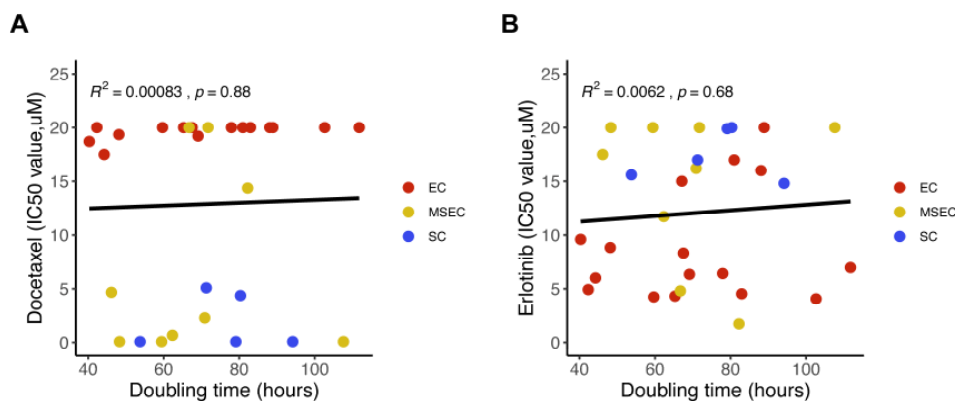 A
Docetaxel (IC50 value,uM)
25
20
15
10
5
0
R² = 0.00083 , p = 0.88
40 60 80 100
Doubling time (hours)
EC
MSEC
SC
B
Erlotinib (IC50 value,uM)
25
20
15
10
5
0
R² = 0.0062 , p = 0.68
40 60 80 100
Doubling time (hours)
EC
MSEC
SC